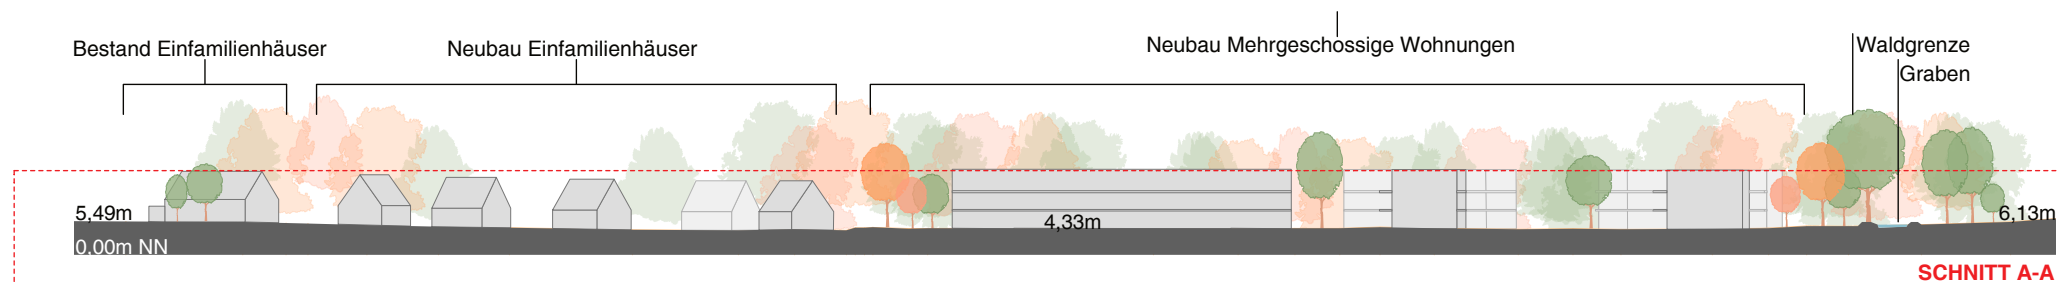 Bestand Einfamilienhäuser
Neubau Einfamilienhäuser
Neubau Mehrgeschossige Wohnungen
Waldgrenze
Graben
5,49m
4,33m
6,13m
0,00m NN
SCHNITT A-A